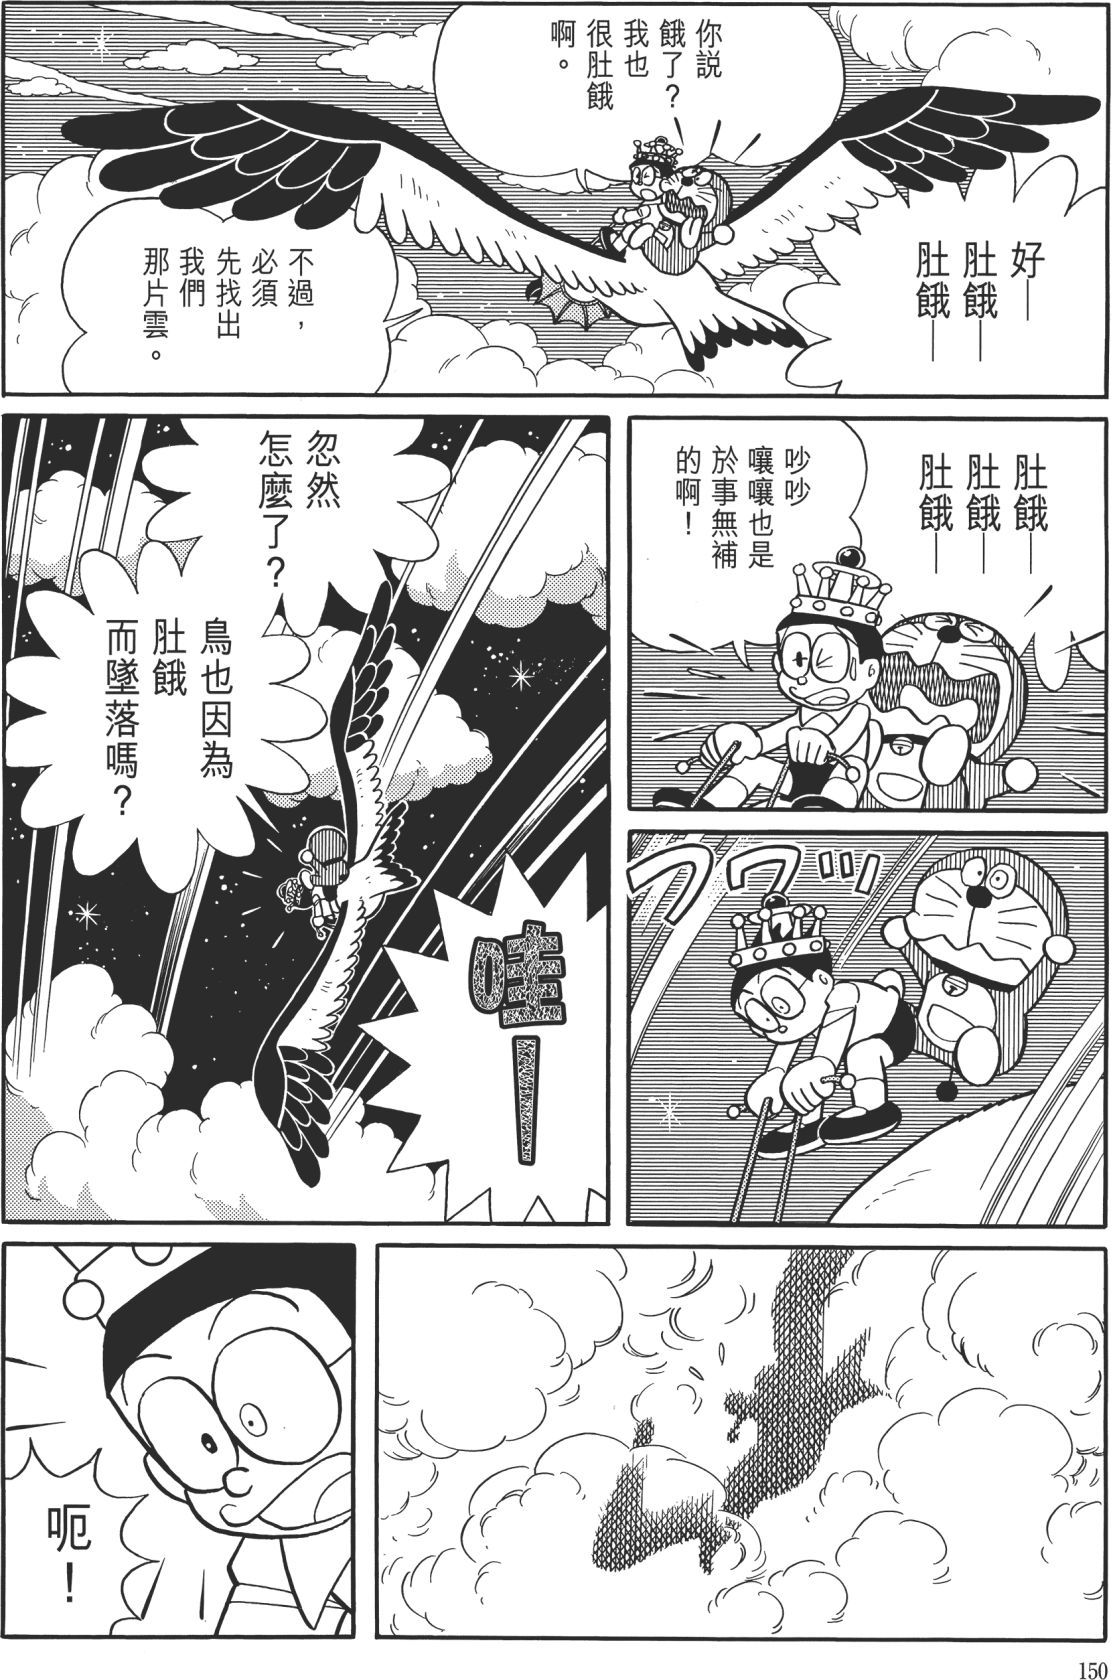 好—
肚餓—
肚餓—
你說
餓了？
我也
很肚餓
啊。
不過，
必須
先找出
我們
那片雲。
肚餓—
肚餓—
肚餓—
吵吵
嚷嚷也是
於事無補
的啊！
フワッ
忽然
怎麼了？
鳥也因為
肚餓
而墜落嗎？
哇—
呃！
150